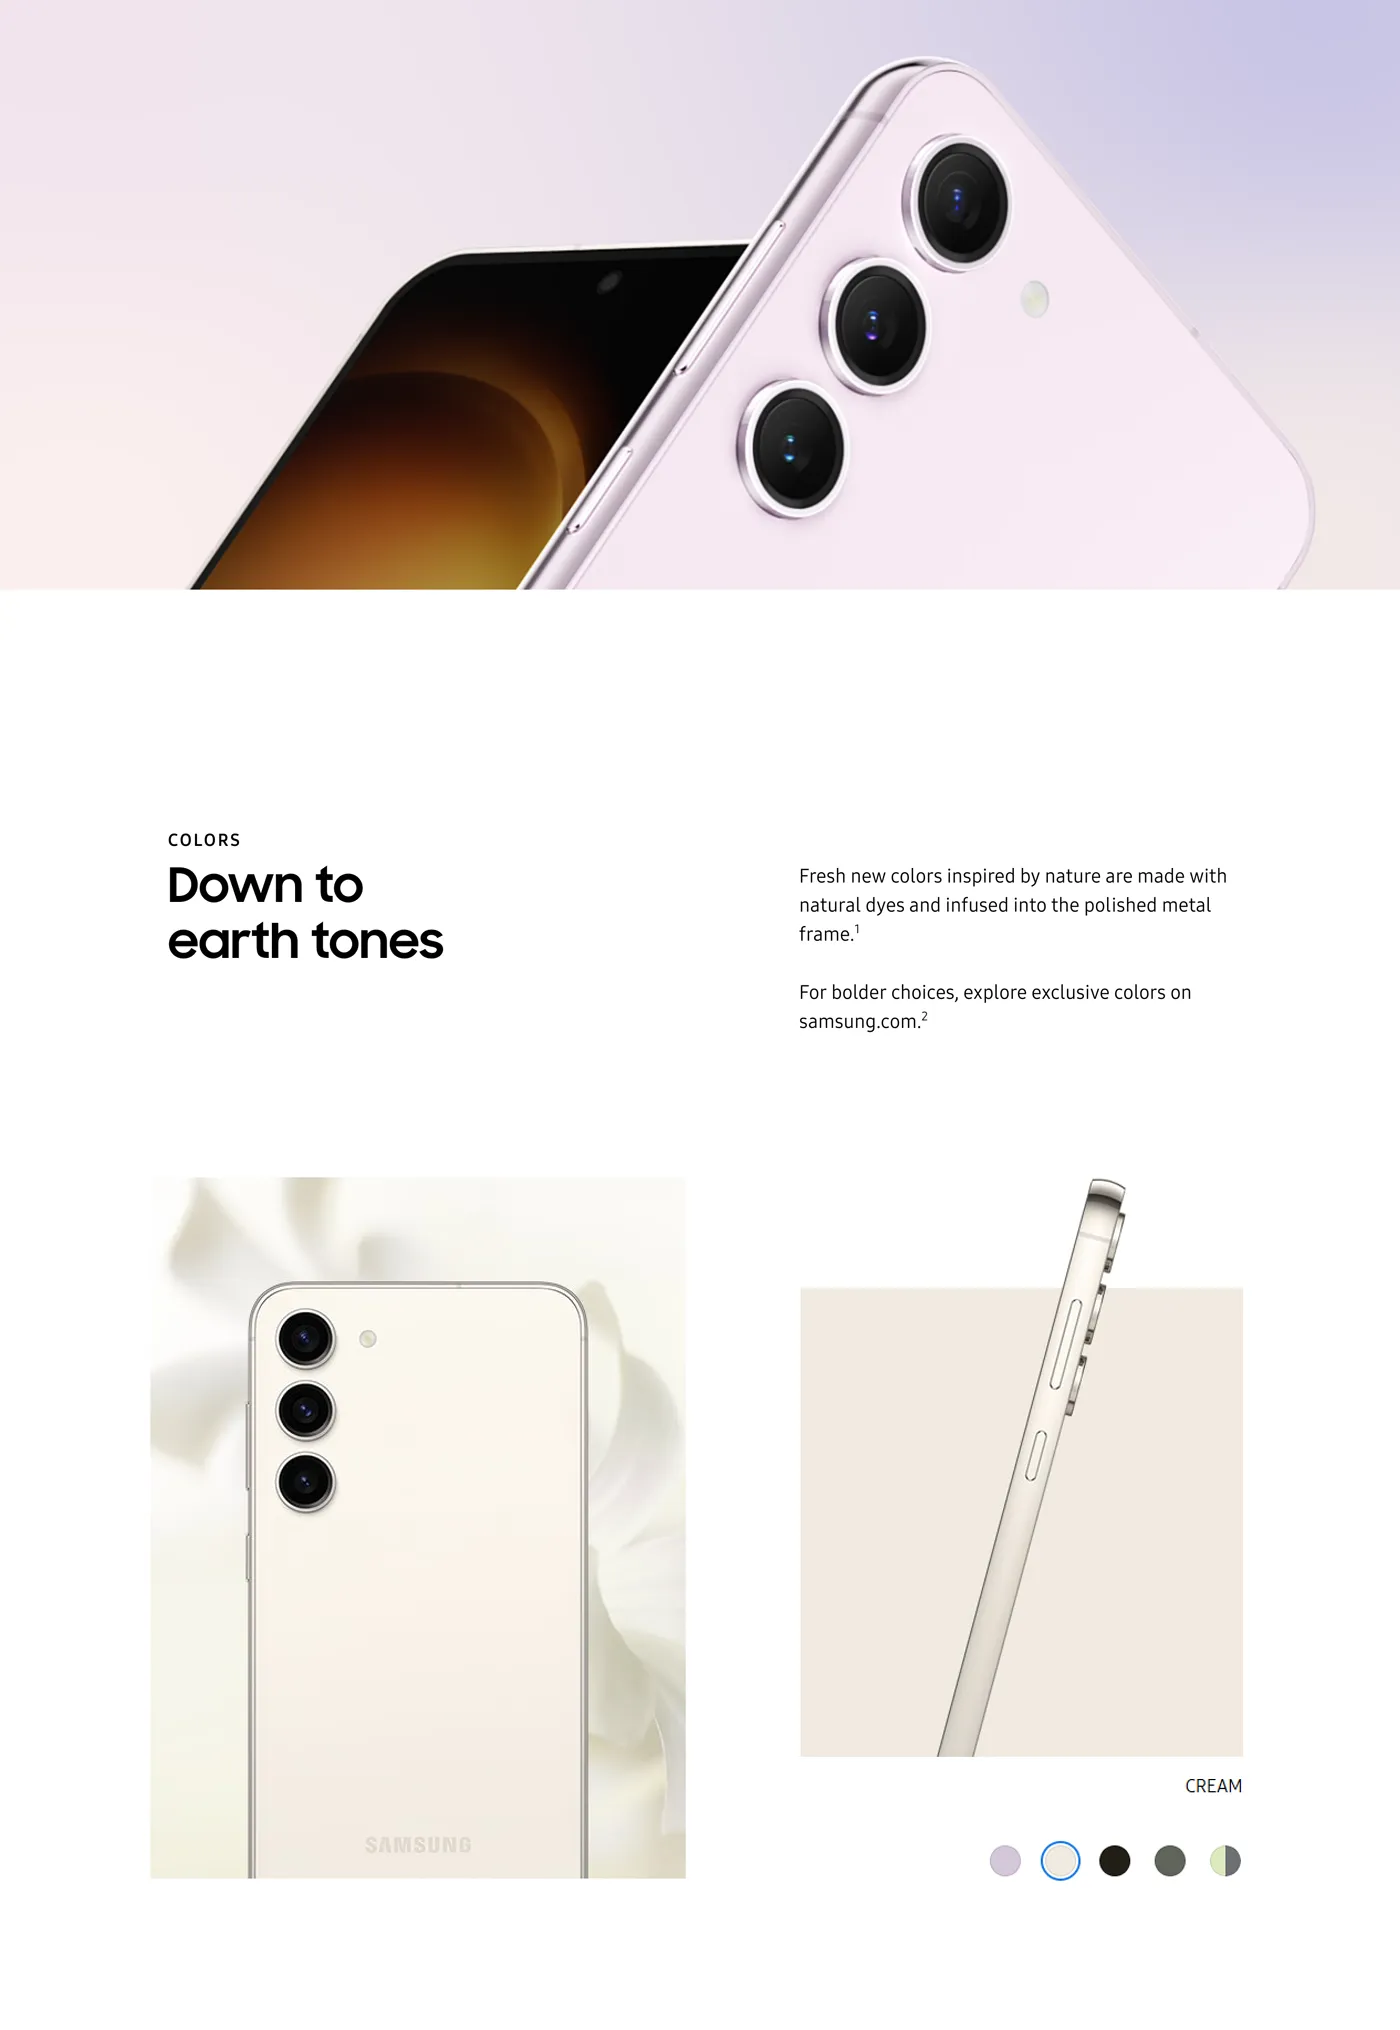 COLORS
Down to
earth tones
Fresh new colors inspired by nature are made with
natural dyes and infused into the polished metal
frame.¹
For bolder choices, explore exclusive colors on
samsung.com.²
SAMSUNG
CREAM